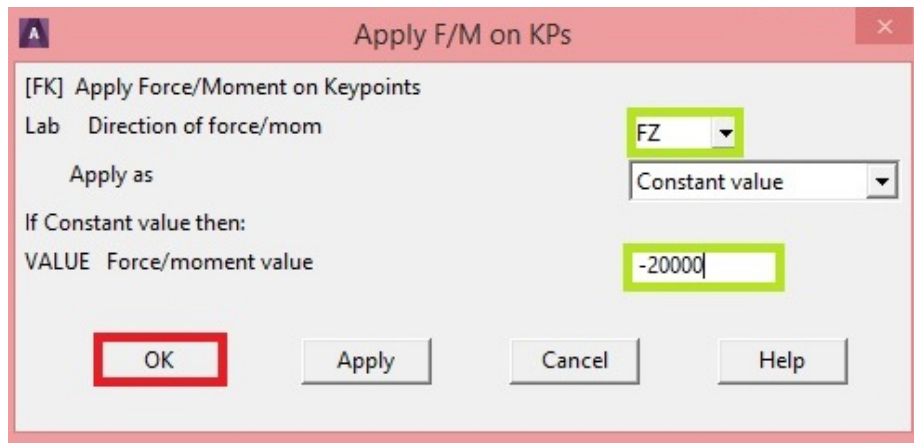 A
Apply F/M on KPs
[FK] Apply Force/Moment on Keypoints
Lab Direction of force/mom FZ
Apply as Constant value
If Constant value then:
VALUE Force/moment value -20000
OK Apply Cancel Help